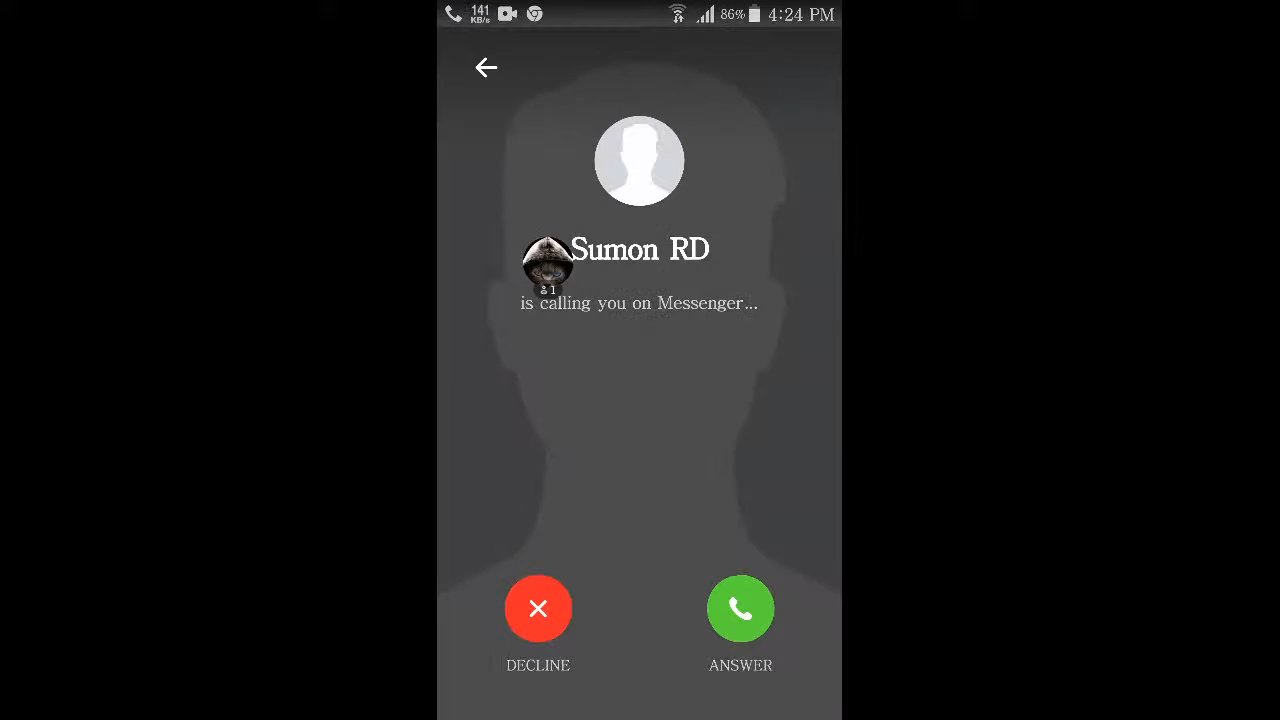 141 KB/s 86% 4:24 PM
Sumon RD
1
is calling you on Messenger...
DECLINE ANSWER